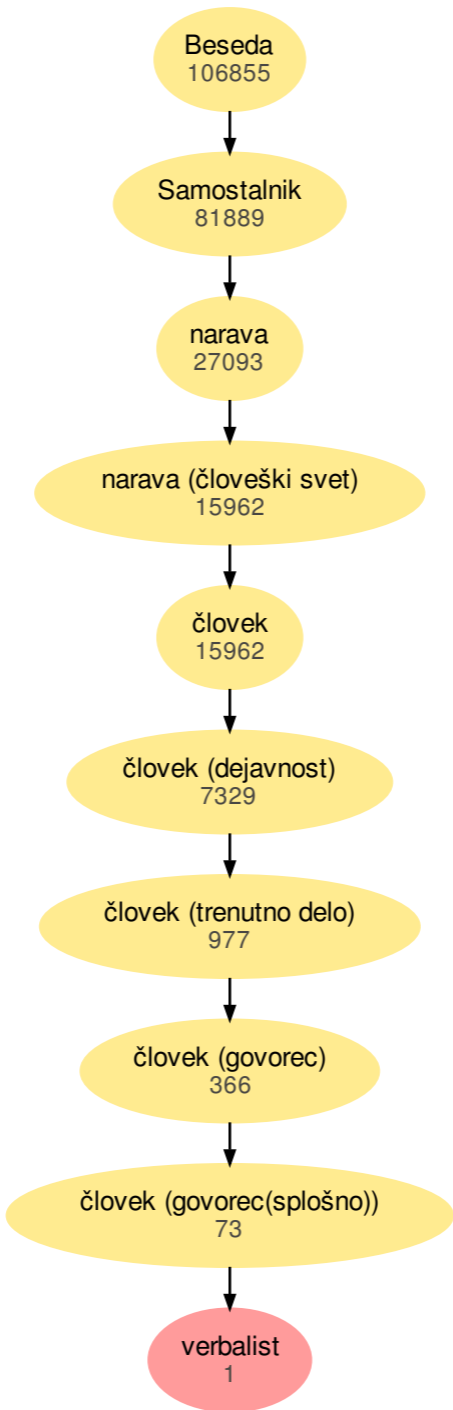 Beseda
106855
Samostalnik
81889
narava
27093
narava (človeški svet)
15962
človek
15962
človek (dejavnost)
7329
človek (trenutno delo)
977
človek (govorec)
366
človek (govorec(splošno))
73
verbalist
1